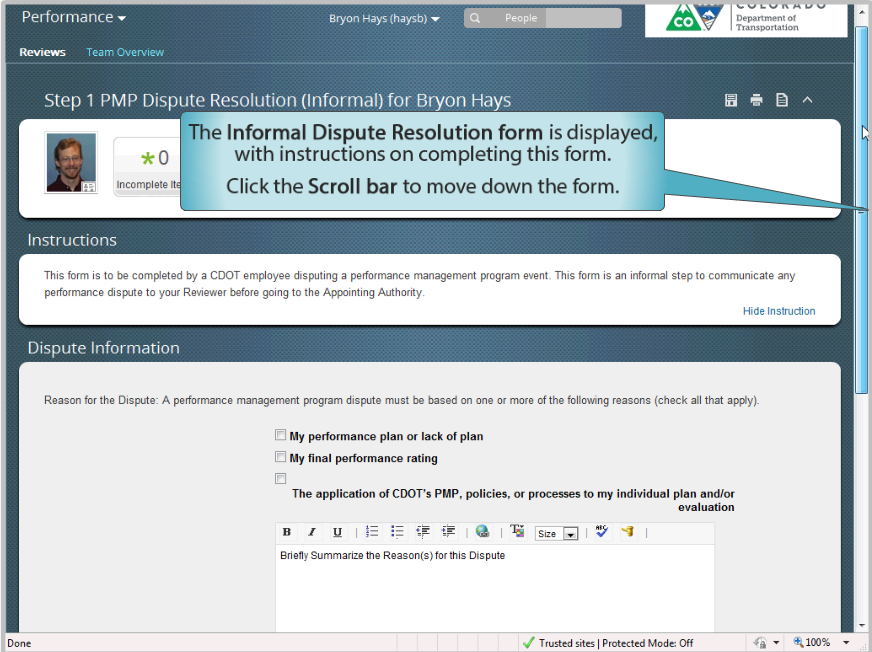 Performance
Bryon Hays (haysb)
People
COLORADO
Department of
Transportation
CO
Reviews
Team Overview
Step 1 PMP Dispute Resolution (Informal) for Bryon Hays
The Informal Dispute Resolution form is displayed,
with instructions on completing this form.
Click the Scroll bar to move down the form.
0
Incomplete Ite
Instructions
This form is to be completed by a CDOT employee disputing a performance management program event. This form is an informal step to communicate any
performance dispute to your Reviewer before going to the Appointing Authority.
Hide Instruction
Dispute Information
Reason for the Dispute: A performance management program dispute must be based on one or more of the following reasons (check all that apply).
My performance plan or lack of plan
My final performance rating
The application of CDOT's PMP, policies, or processes to my individual plan and/or
evaluation
B I U Size ABC
Briefly Summarize the Reason(s) for this Dispute
Done
Trusted sites | Protected Mode: Off
100%